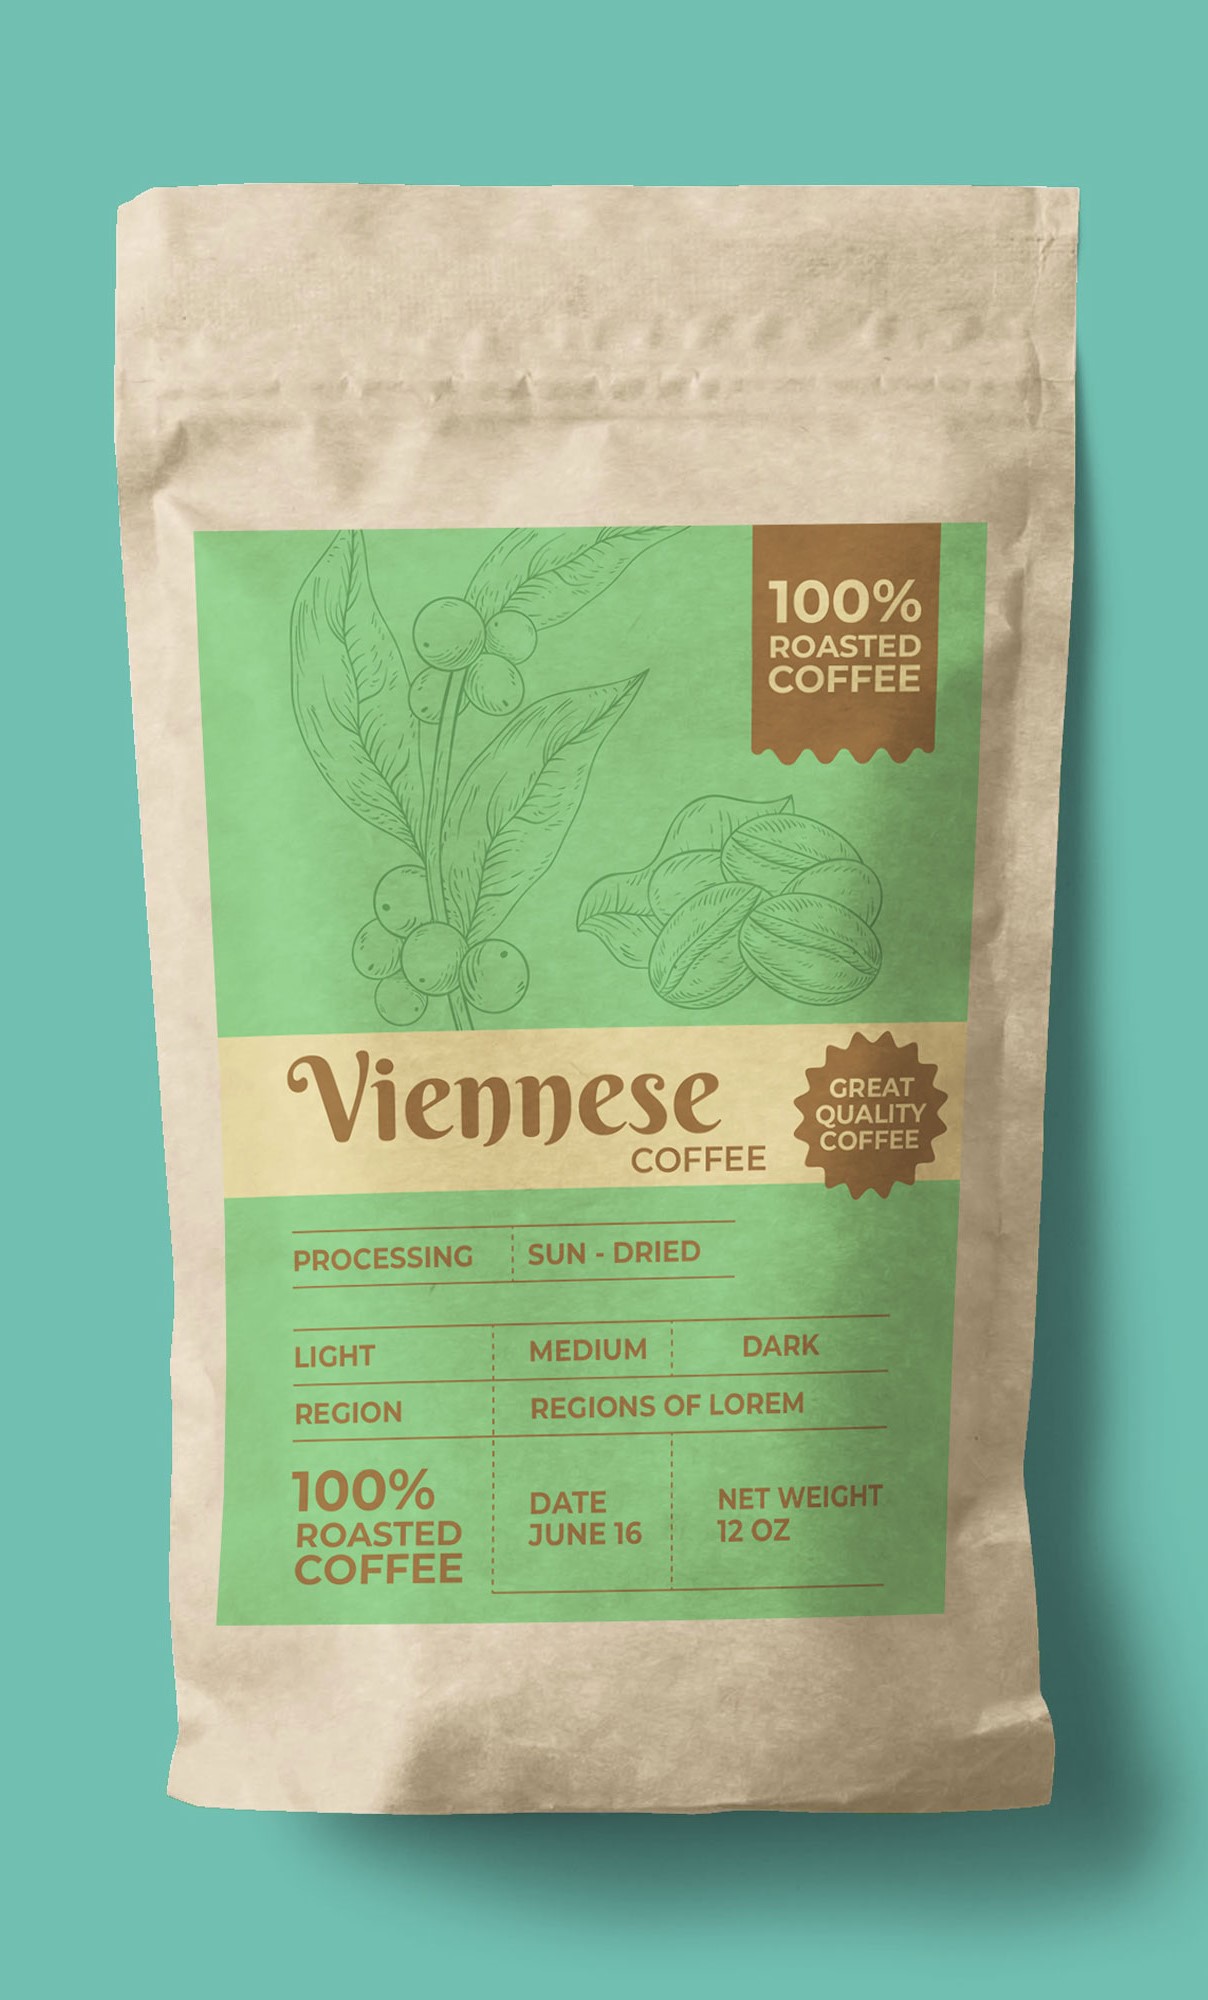 100%
ROASTED
COFFEE
Viennese
COFFEE
GREAT
QUALITY
COFFEE
PROCESSING SUN - DRIED
LIGHT MEDIUM DARK
REGION REGIONS OF LOREM
100%
ROASTED
COFFEE
DATE
JUNE 16
NET WEIGHT
12 OZ